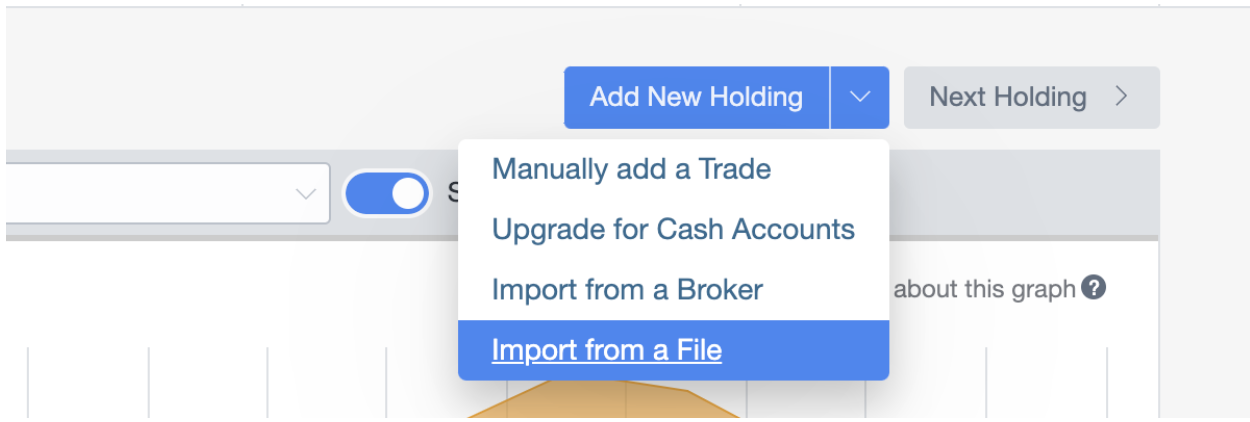 Add New Holding
Next Holding
Manually add a Trade
S
Upgrade for Cash Accounts
Import from a Broker
about this graph
Import from a File